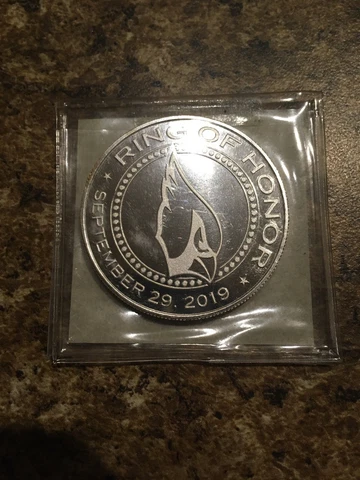 RING OF HONOR
SEPTEMBER 29, 2019